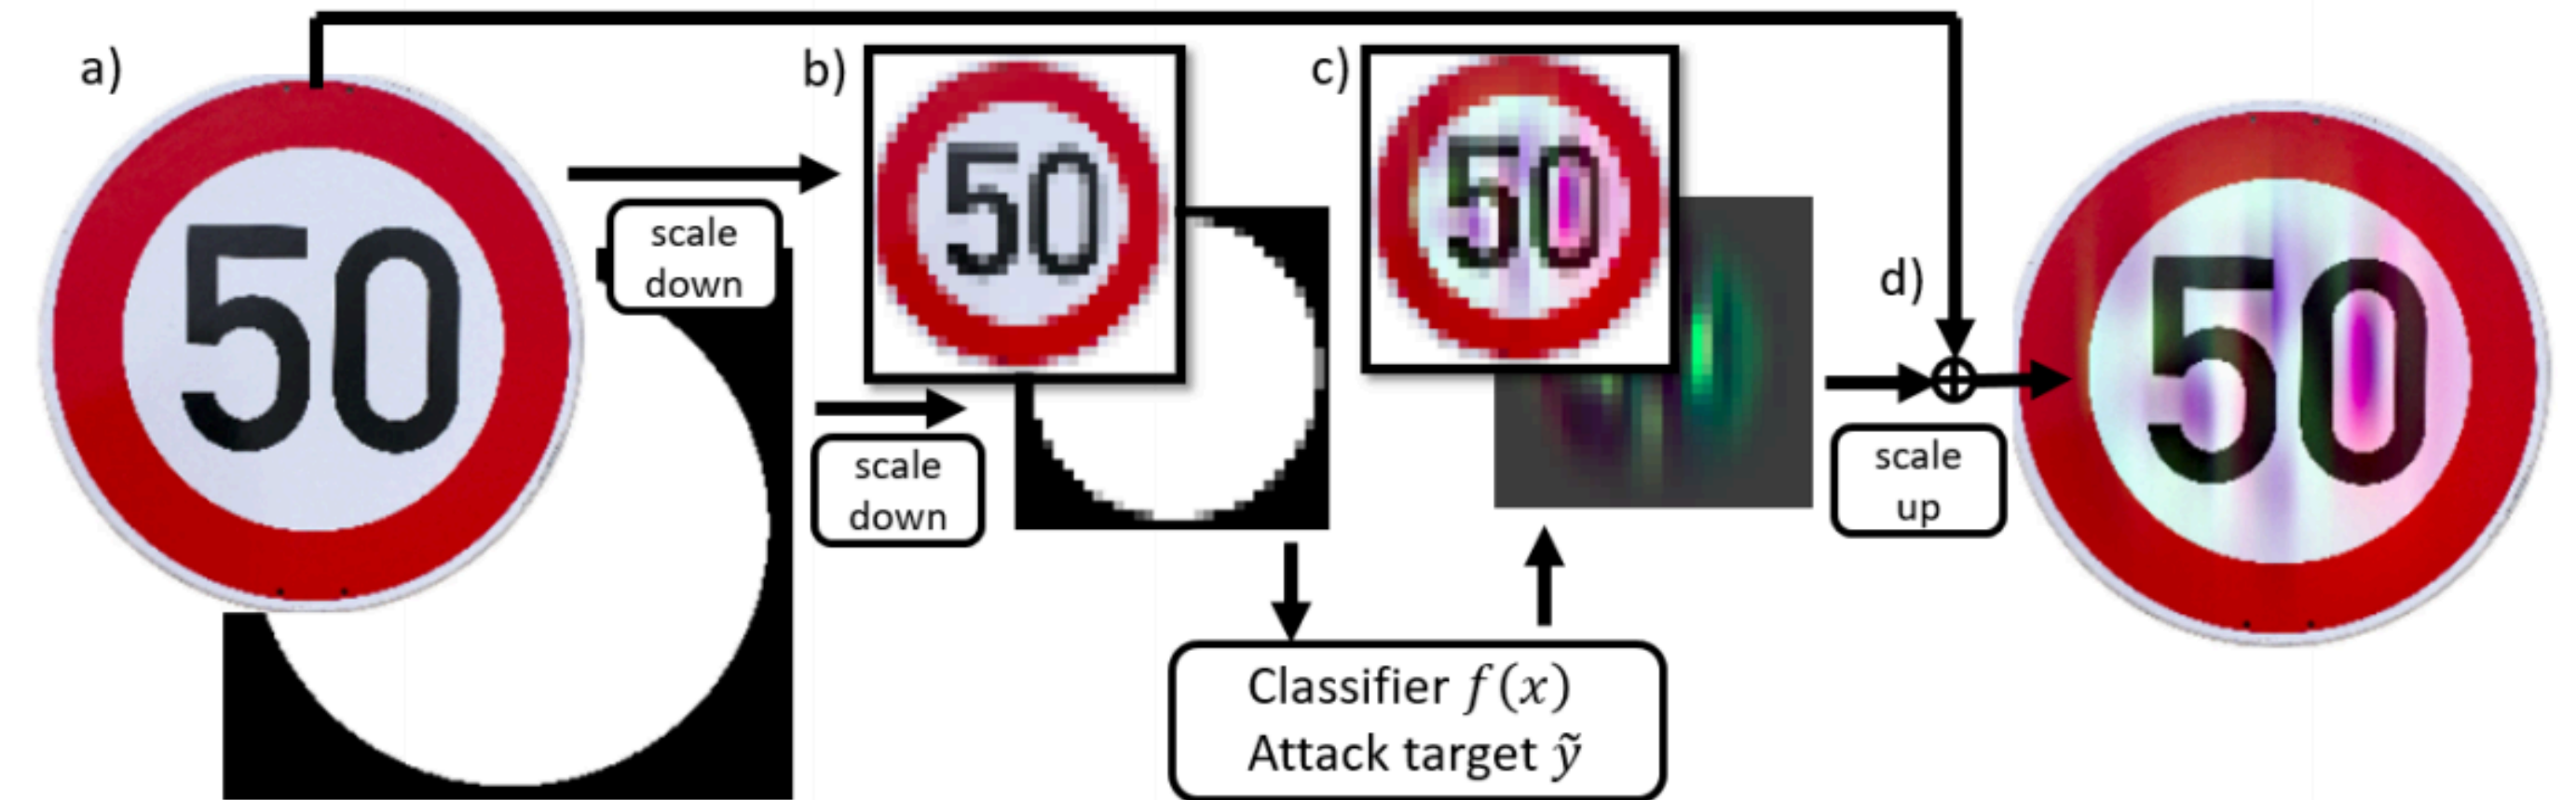 a)
50
scale
down
b)
50
scale
down
c)
50
Classifier f(x)
Attack target ỹ
d)
scale
up
50